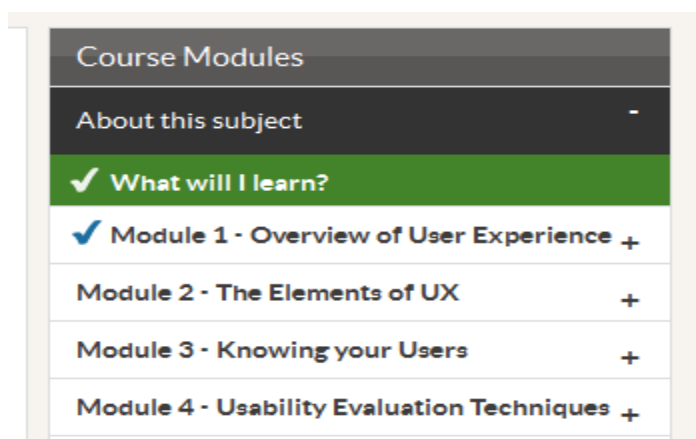 Course Modules
About this subject -
✓ What will I learn?
✓ Module 1 - Overview of User Experience +
Module 2 - The Elements of UX +
Module 3 - Knowing your Users +
Module 4 - Usability Evaluation Techniques +